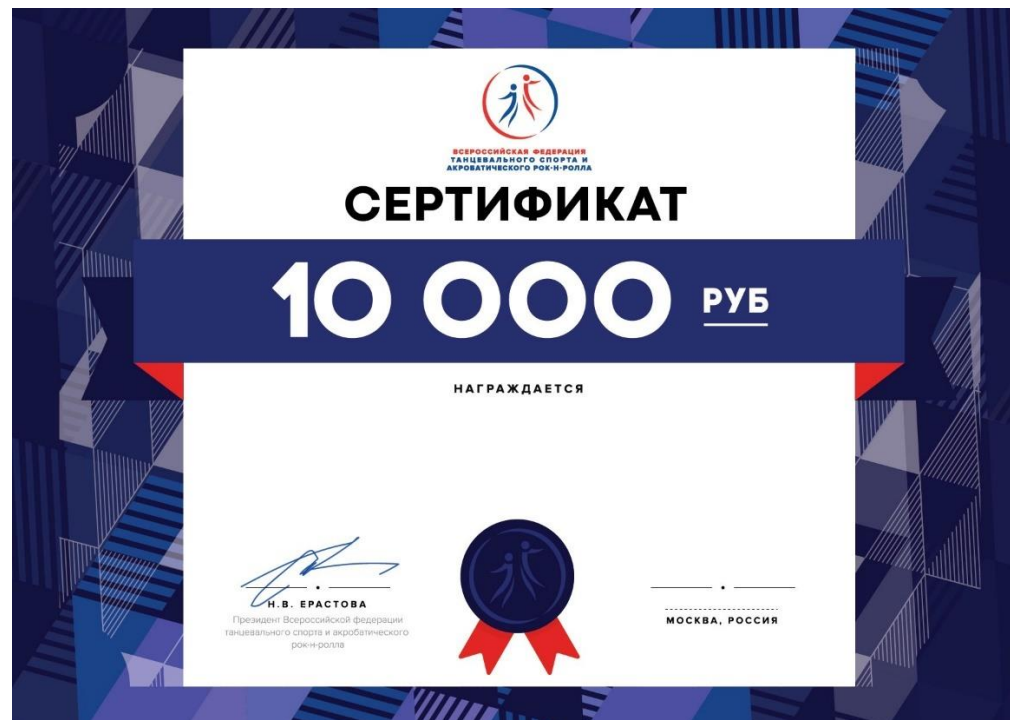 ВСЕРОССИЙСКАЯ ФЕДЕРАЦИЯ
ТАНЦЕВАЛЬНОГО СПОРТА И
АКРОБАТИЧЕСКОГО РОК-Н-РОЛЛА
СЕРТИФИКАТ
10 000 РУБ
НАГРАЖДАЕТСЯ
Н.В. ЕРАСТОВА
Президент Всероссийской федерации
танцевального спорта и акробатического
рок-н-ролла
МОСКВА, РОССИЯ